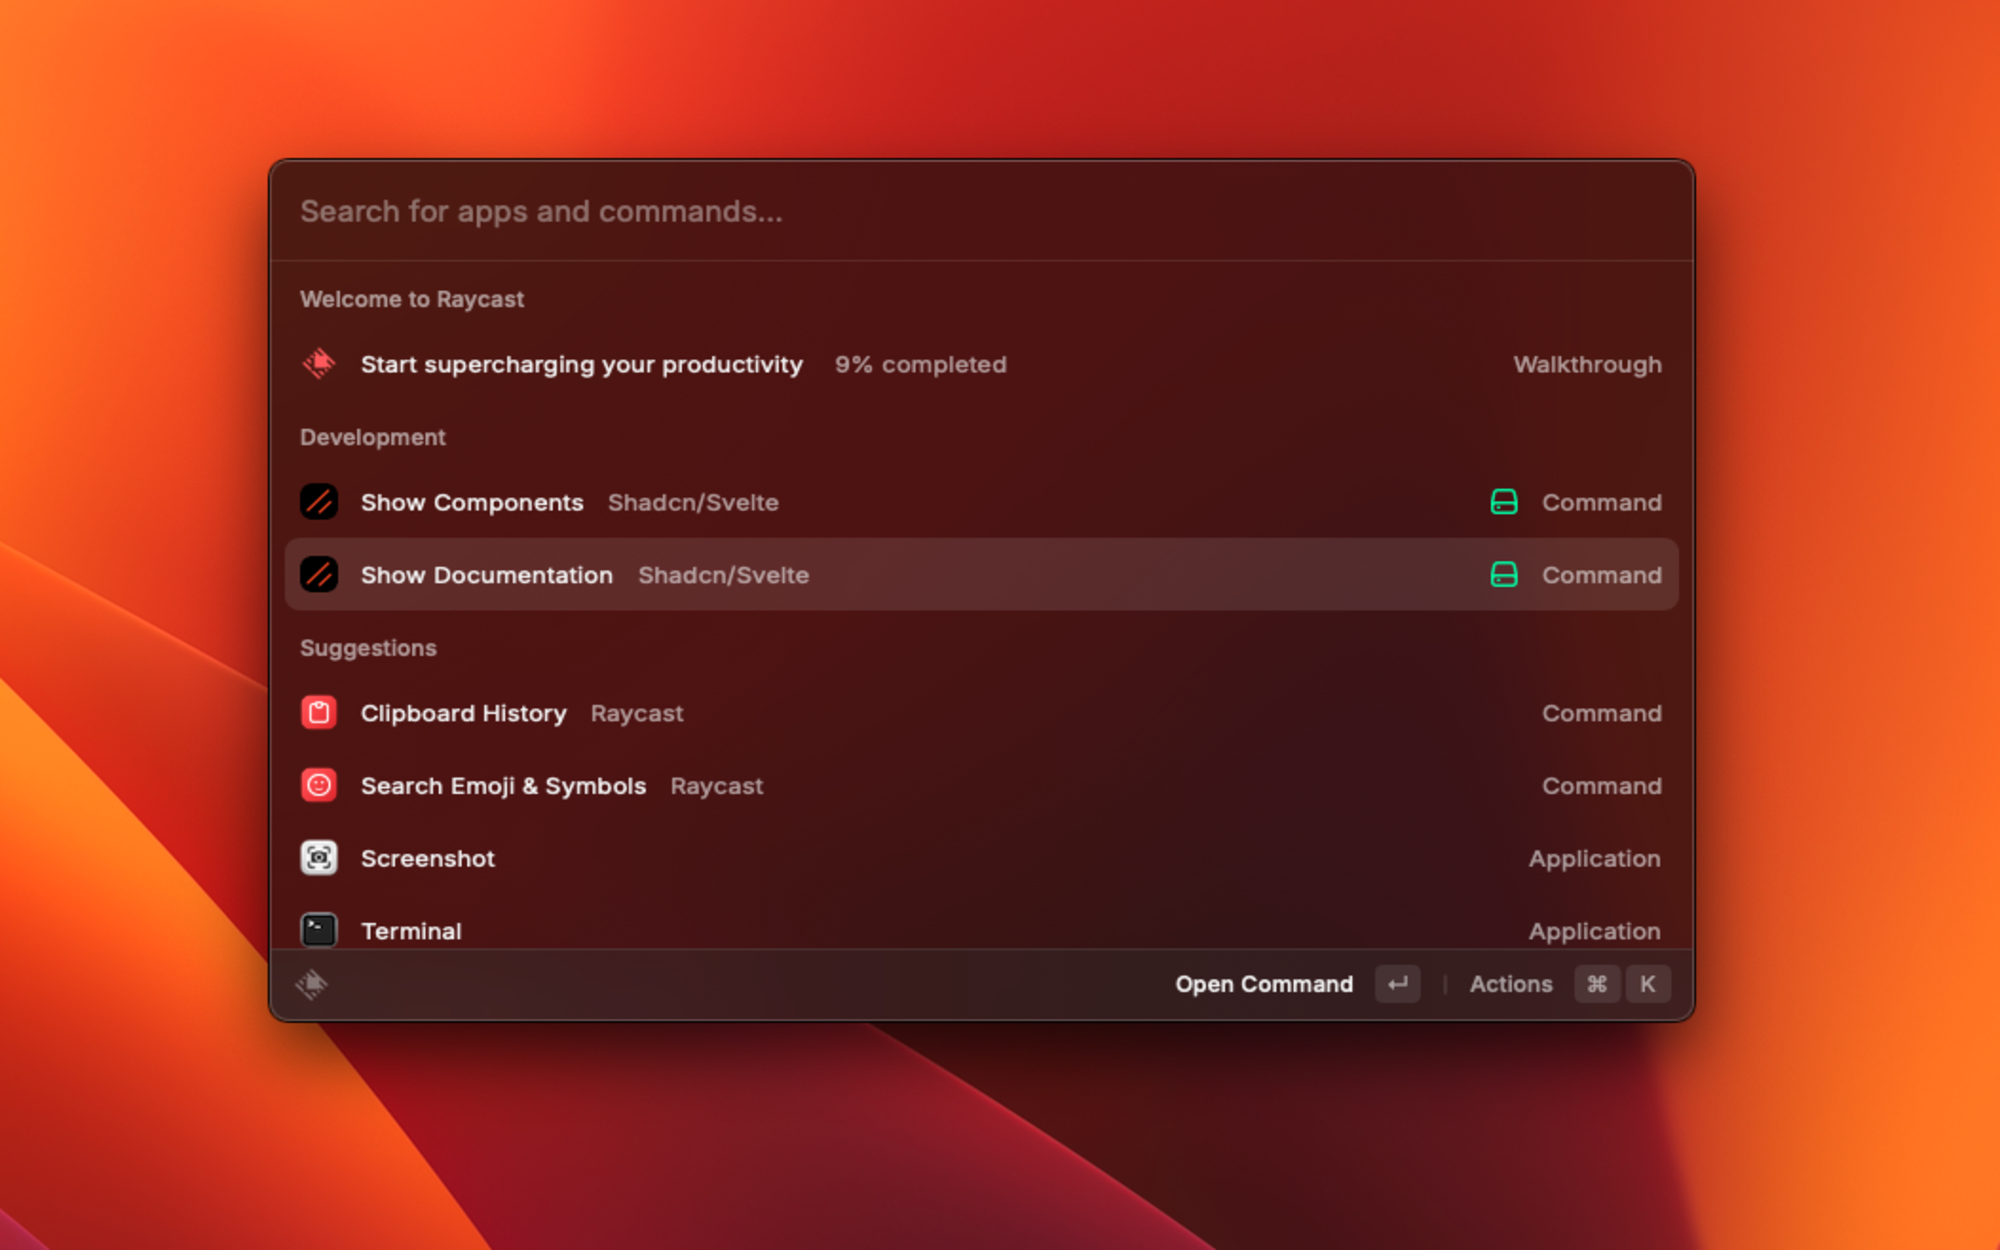 Search for apps and commands...
Welcome to Raycast
Start supercharging your productivity 9% completed Walkthrough
Development
Show Components Shadcn/Svelte Command
Show Documentation Shadcn/Svelte Command
Suggestions
Clipboard History Raycast Command
Search Emoji & Symbols Raycast Command
Screenshot Application
Terminal Application
Open Command ↵ | Actions ⌘ K